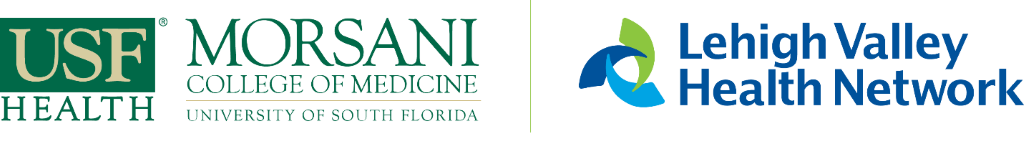 USF®
HEALTH
MORSANI
COLLEGE OF MEDICINE
UNIVERSITY OF SOUTH FLORIDA
Lehigh Valley
Health Network